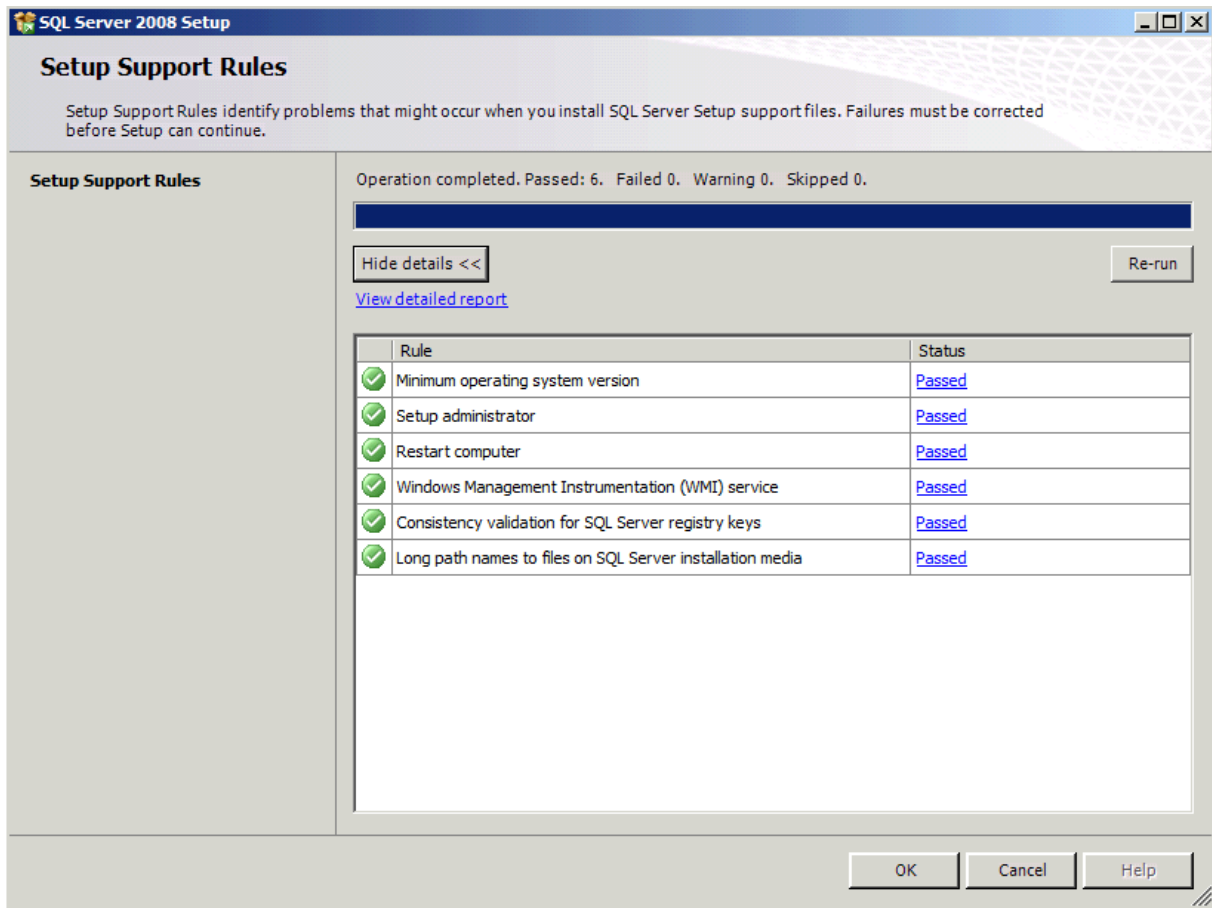 SQL Server 2008 Setup
Setup Support Rules
Setup Support Rules identify problems that might occur when you install SQL Server Setup support files. Failures must be corrected
before Setup can continue.
Setup Support Rules
Operation completed. Passed: 6.   Failed 0.   Warning 0.   Skipped 0.
Hide details <<
Re-run
View detailed report
Rule Status
Minimum operating system version Passed
Setup administrator Passed
Restart computer Passed
Windows Management Instrumentation (WMI) service Passed
Consistency validation for SQL Server registry keys Passed
Long path names to files on SQL Server installation media Passed
OK Cancel Help